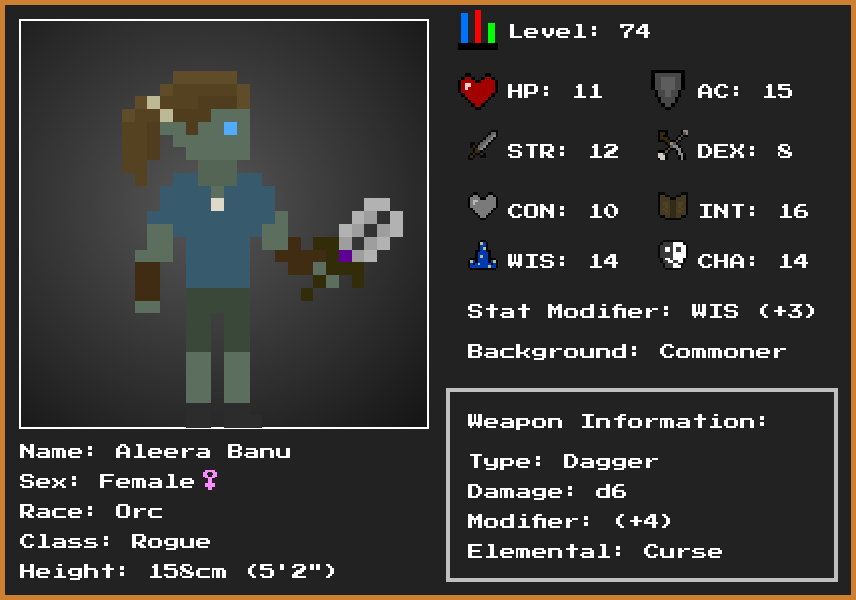 Level: 74
HP: 11 AC: 15
STR: 12 DEX: 8
CON: 10 INT: 16
WIS: 14 CHA: 14
Stat Modifier: WIS (+3)
Background: Commoner
Weapon Information:
Type: Dagger
Damage: d6
Modifier: (+4)
Elemental: Curse
Name: Aleera Banu
Sex: Female♀
Race: Orc
Class: Rogue
Height: 158cm (5'2")